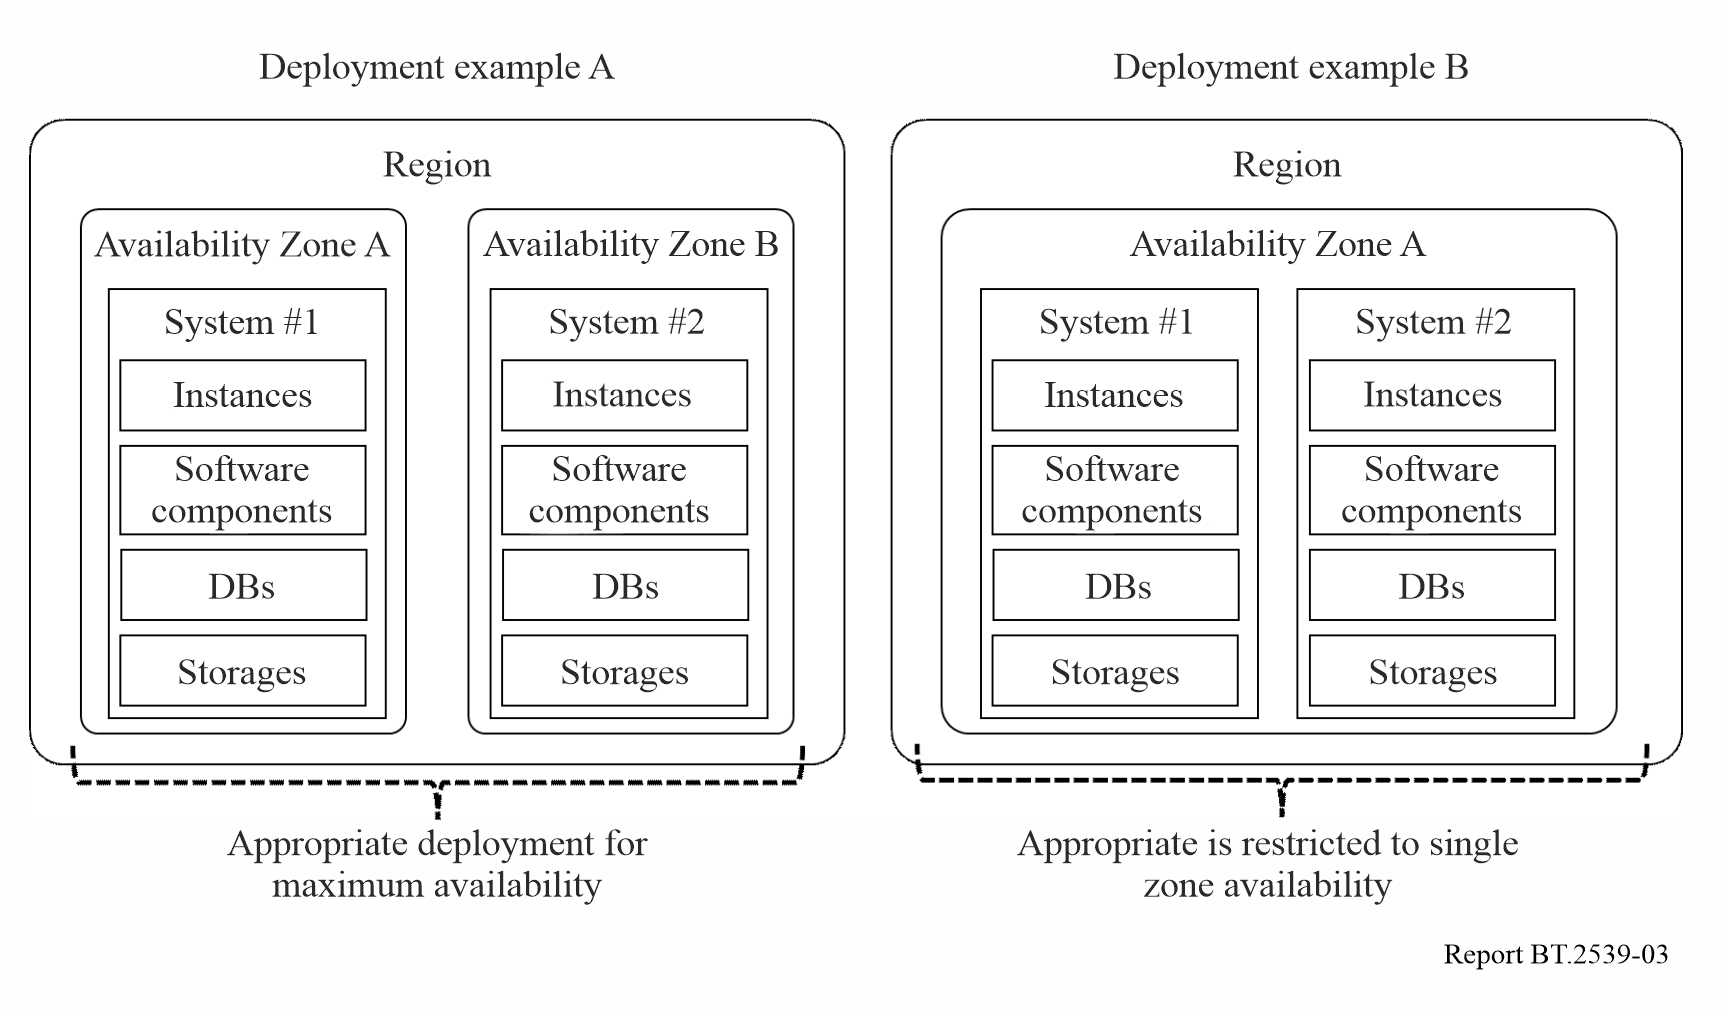 Deployment example A
Region
Availability Zone A
System #1
Instances
Software
components
DBs
Storages
Availability Zone B
System #2
Instances
Software
components
DBs
Storages
Appropriate deployment for
maximum availability
Deployment example B
Region
Availability Zone A
System #1
Instances
Software
components
DBs
Storages
System #2
Instances
Software
components
DBs
Storages
Appropriate is restricted to single
zone availability
Report BT.2539-03